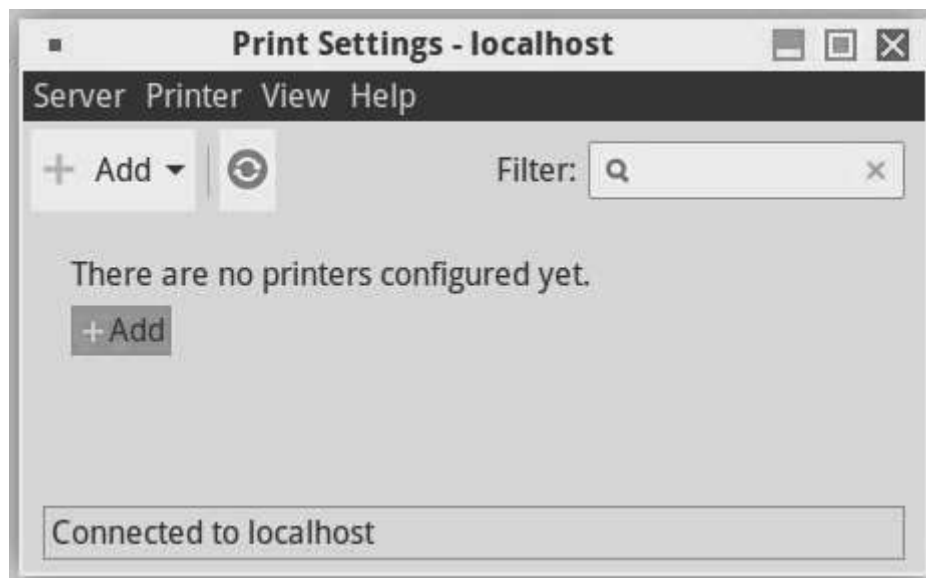 Print Settings - localhost
Server Printer View Help
+ Add Filter:
There are no printers configured yet.
+Add
Connected to localhost